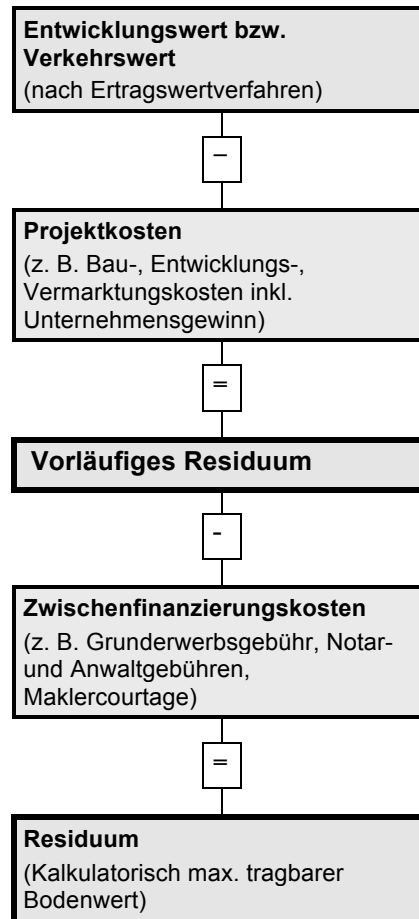 Entwicklungswert bzw.
Verkehrswert
(nach Ertragswertverfahren)
–
Projektkosten
(z. B. Bau-, Entwicklungs-,
Vermarktungskosten inkl.
Unternehmensgewinn)
=
Vorläufiges Residuum
-
Zwischenfinanzierungskosten
(z. B. Grunderwerbsgebühr, Notar-
und Anwaltgebühren,
Maklercourtage)
=
Residuum
(Kalkulatorisch max. tragbarer
Bodenwert)